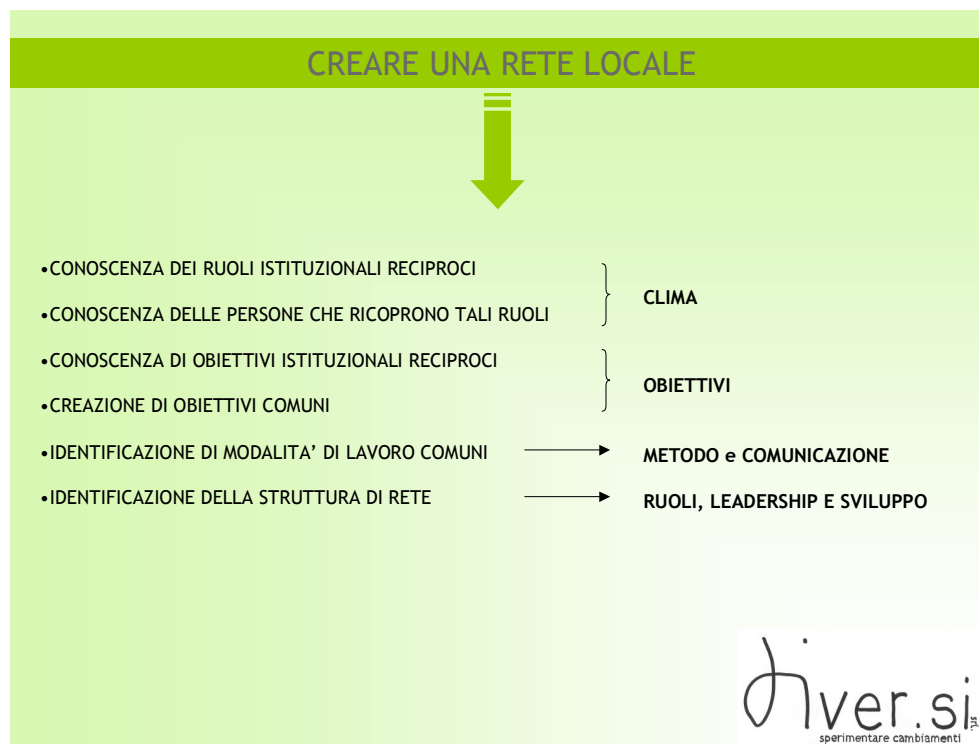 CREARE UNA RETE LOCALE
•CONOSCENZA DEI RUOLI ISTITUZIONALI RECIPROCI
•CONOSCENZA DELLE PERSONE CHE RICOPRONO TALI RUOLI
CLIMA
•CONOSCENZA DI OBIETTIVI ISTITUZIONALI RECIPROCI
•CREAZIONE DI OBIETTIVI COMUNI
OBIETTIVI
•IDENTIFICAZIONE DI MODALITA’ DI LAVORO COMUNI
METODO e COMUNICAZIONE
•IDENTIFICAZIONE DELLA STRUTTURA DI RETE
RUOLI, LEADERSHIP E SVILUPPO
diver.si
sperimentare cambiamenti